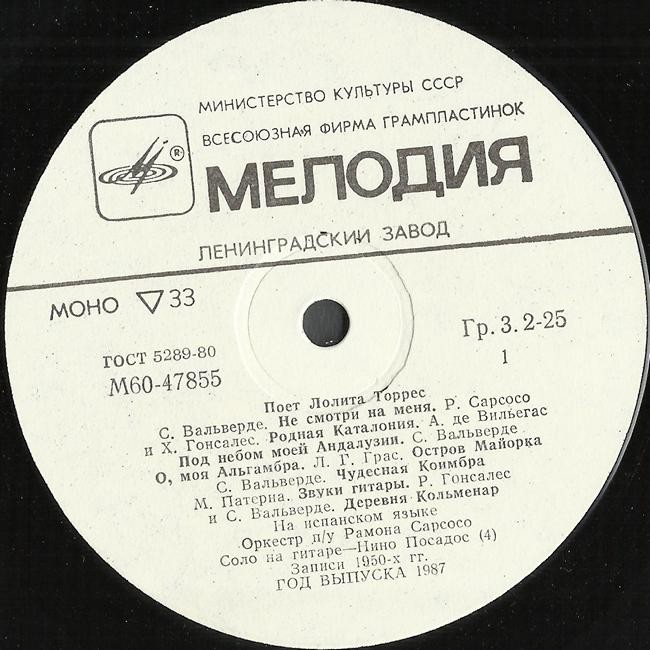 МИНИСТЕРСТВО КУЛЬТУРЫ СССР
ВСЕСОЮЗНАЯ ФИРМА ГРАМПЛАСТИНОК
®
МЕЛОДИЯ
ЛЕНИНГРАДСКИЙ ЗАВОД
МОНО ▽33
Гр. 3. 2-25
ГОСТ 5289-80
1
М60-47855
Поет Лолита Торрес
С. Вальверде. Не смотри на меня. Р. Сарсосо
и Х. Гонсалес. Родная Каталония. А. де Вильегас
Под небом моей Андалузии. С. Вальверде
О, моя Альгамбра. Л. Г. Грас. Остров Майорка
С. Вальверде. Чудесная Коимбра
М. Патерна. Звуки гитары. Р. Гонсалес
и С. Вальверде. Деревня Кольменар
На испанском языке
Оркестр п/у Рамона Сарсосо
Соло на гитаре—Нино Посадос (4)
Записи 1950-х гг.
ГОД ВЫПУСКА 1987